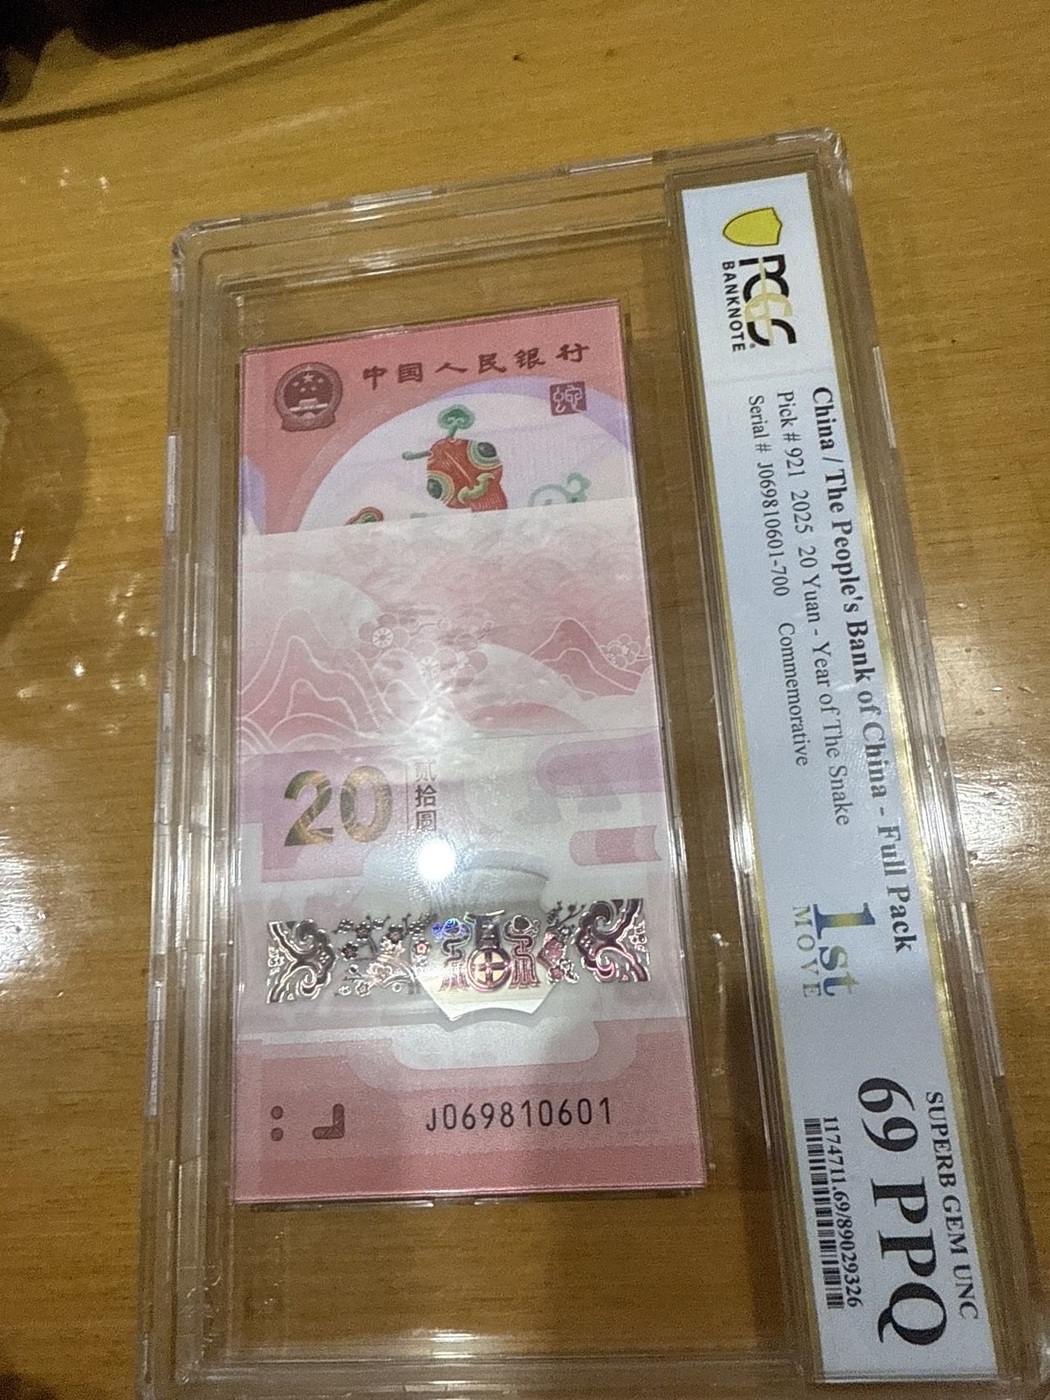 中国人民银行
20
贰拾圆
J069810601
PCGS
BANKNOTE
China / The People's Bank of China - Full Pack
Pick # 921 2025 20 Yuan - Year of The Snake
Serial # J069810601-700 Commemorative
1st
MOVE
SUPERB GEM UNC
69 PPQ
1174711.69/89029326